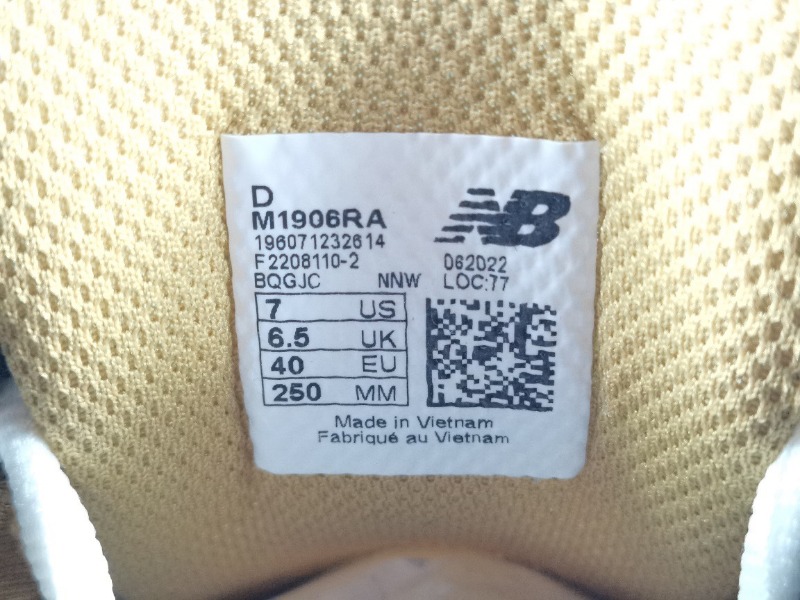 D
M1906RA
196071232614
F2208110-2
BQGJC NNW
NB
062022
LOC:77
7 US
6.5 UK
40 EU
250 MM
Made in Vietnam
Fabriqué au Vietnam